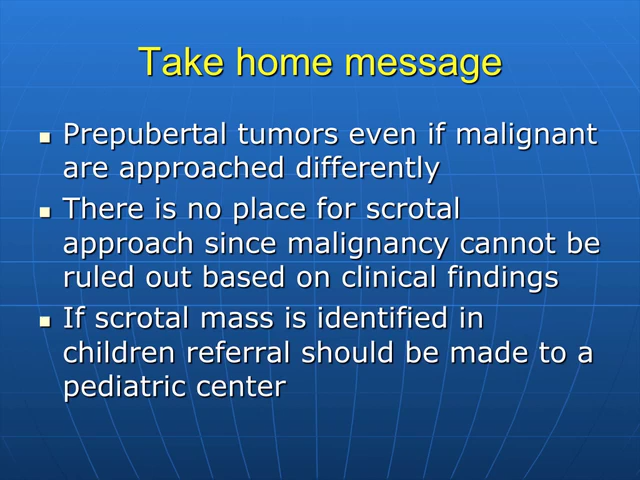 Take home message
Prepubertal tumors even if malignant
are approached differently
There is no place for scrotal
approach since malignancy cannot be
ruled out based on clinical findings
If scrotal mass is identified in
children referral should be made to a
pediatric center